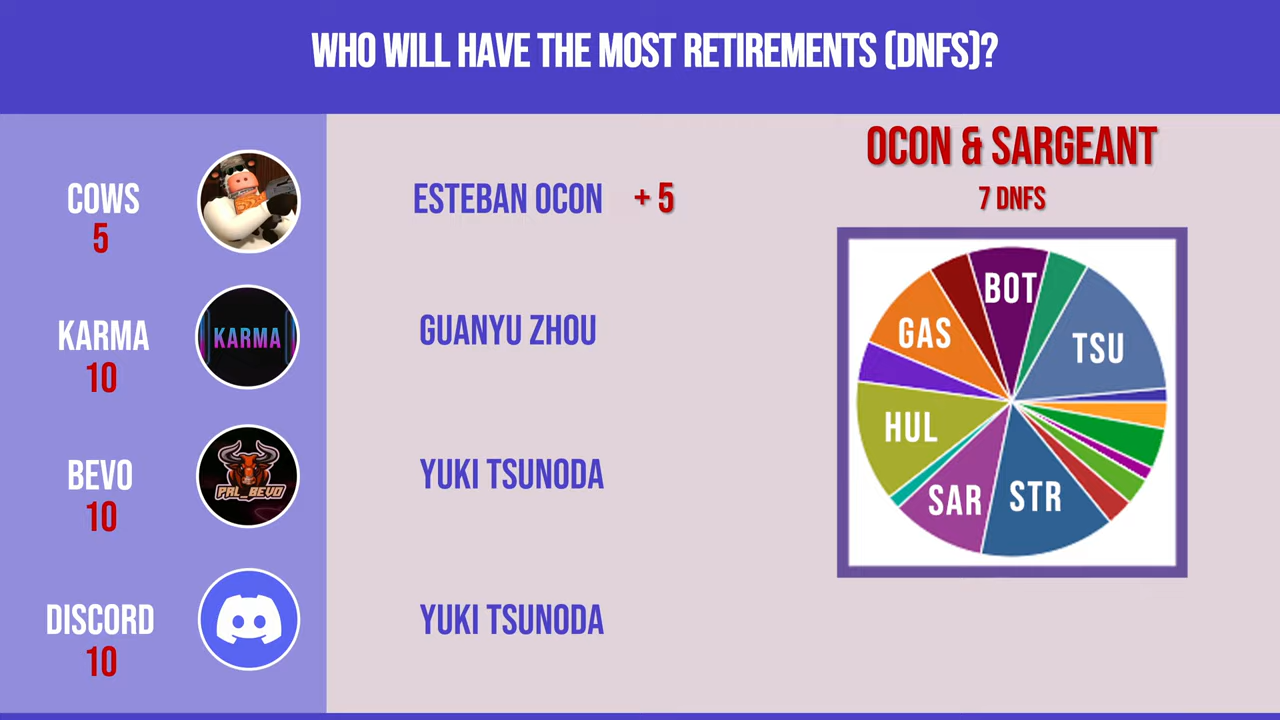 WHO WILL HAVE THE MOST RETIREMENTS (DNFS)?
OCON & SARGEANT
7 DNFS
COWS
5
ESTEBAN OCON + 5
KARMA
10
KARMA
GUANYU ZHOU
BEVO
10
PRL_BEVO
YUKI TSUNODA
DISCORD
10
YUKI TSUNODA
BOT
GAS
TSU
HUL
SAR
STR